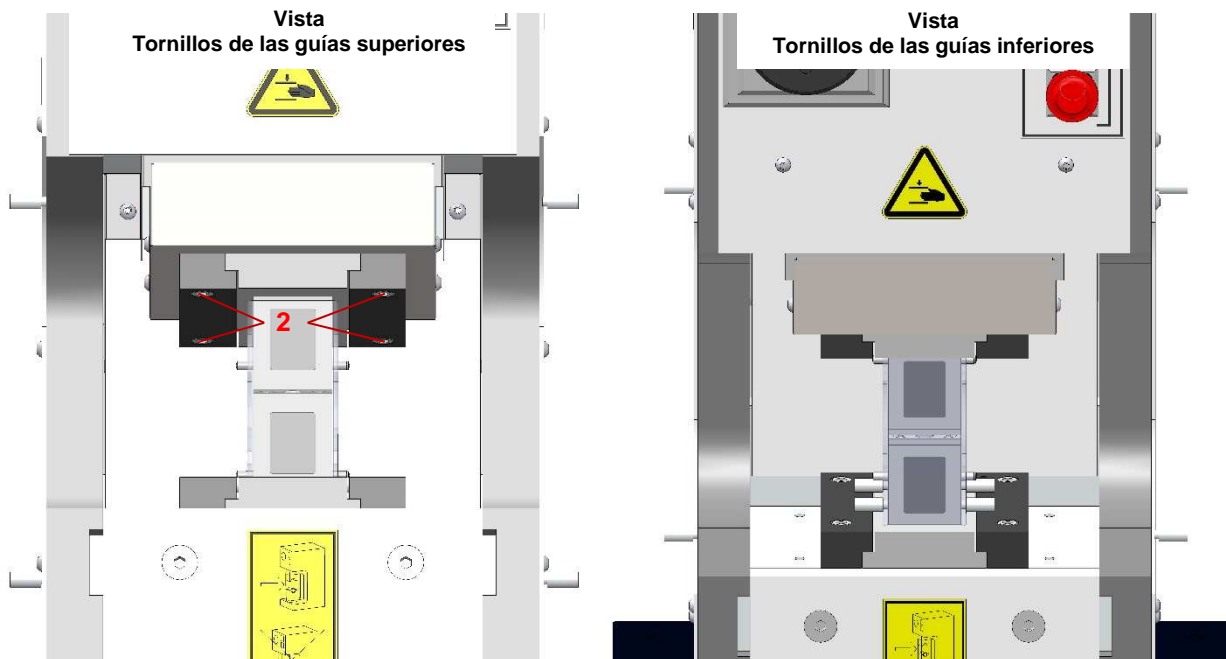 Vista
Tornillos de las guías superiores
2
Vista
Tornillos de las guías inferiores